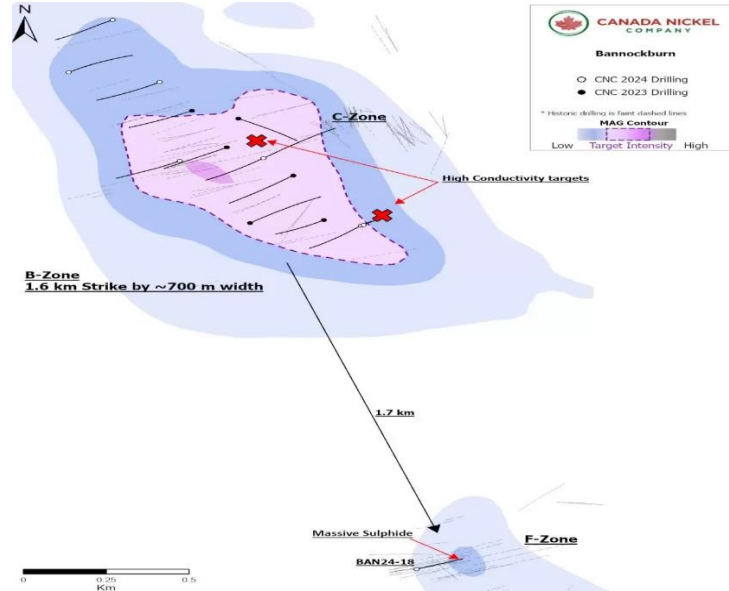 N
CANADA NICKEL
COMPANY
Bannockburn
CNC 2024 Drilling
CNC 2023 Drilling
* Historic drilling is faint dashed lines
MAG Contour
Low Target Intensity High
C-Zone
High Conductivity targets
B-Zone
1.6 km Strike by ~700 m width
1.7 km
Massive Sulphide
F-Zone
BAN24-18
0 0.25 0.5
Km